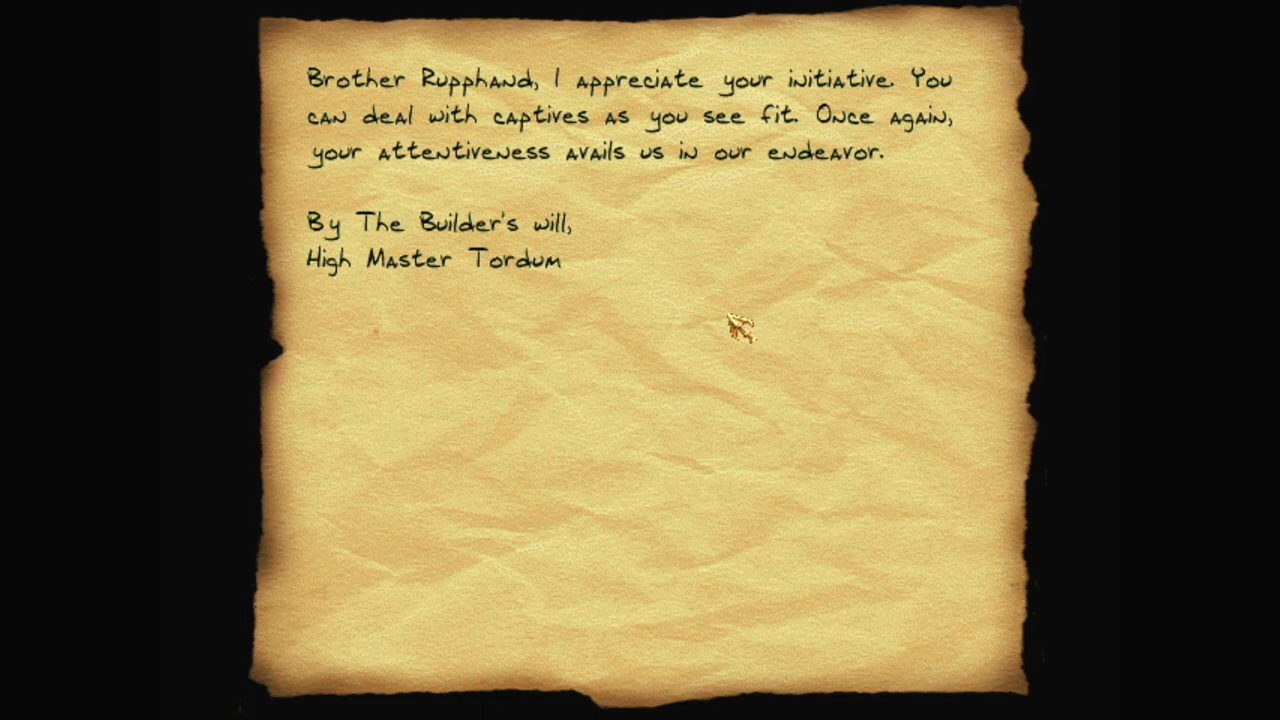 Brother Rupphand, I appreciate your initiative. You
can deal with captives as you see fit. Once again,
your attentiveness avails us in our endeavor.
By The Builder's will,
High Master Tordum